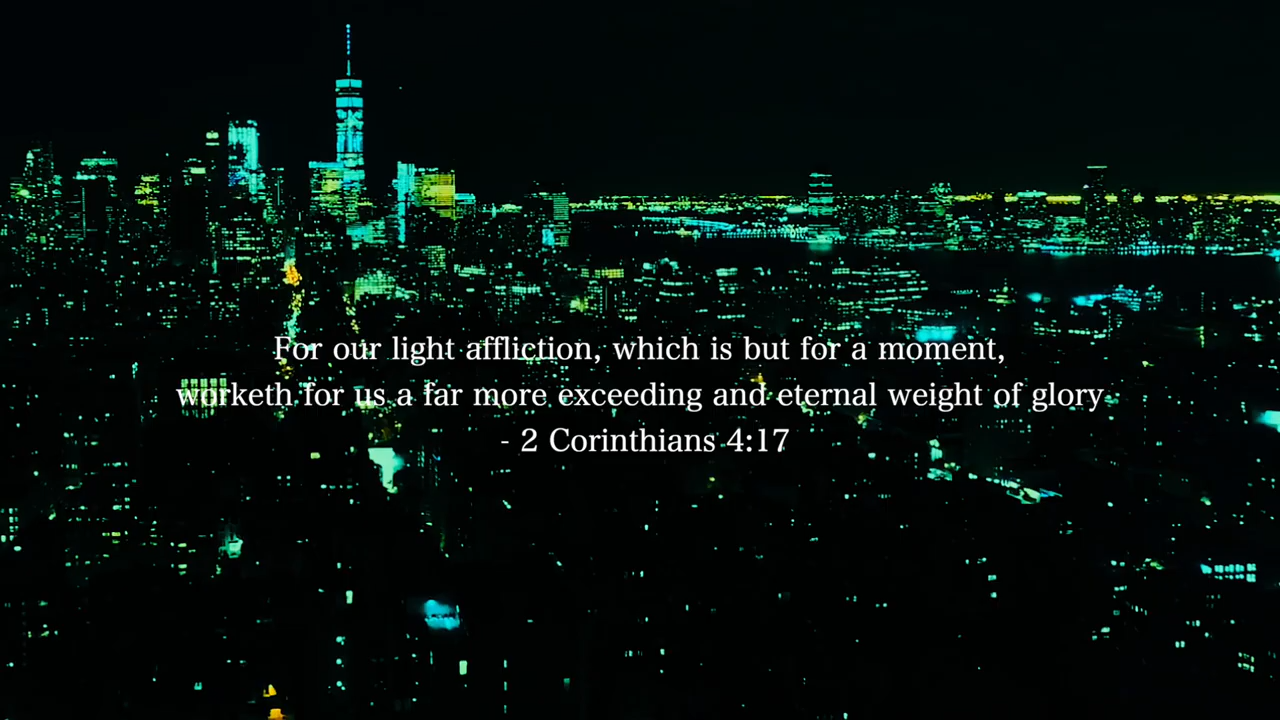 For our light affliction, which is but for a moment,
worketh for us a far more exceeding and eternal weight of glory
- 2 Corinthians 4:17